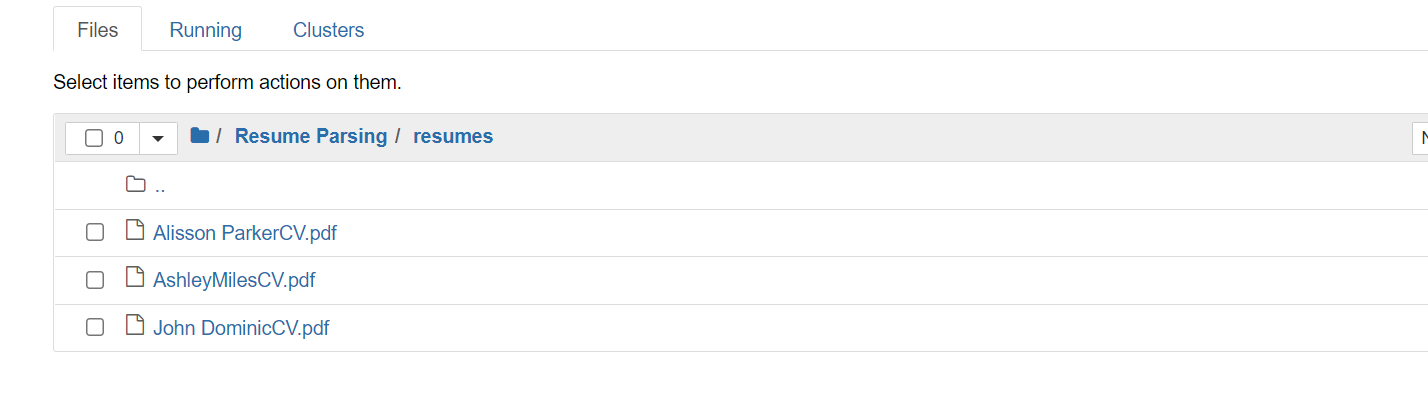 Files Running Clusters
Select items to perform actions on them.
0 / Resume Parsing / resumes
..
Alisson ParkerCV.pdf
AshleyMilesCV.pdf
John DominicCV.pdf